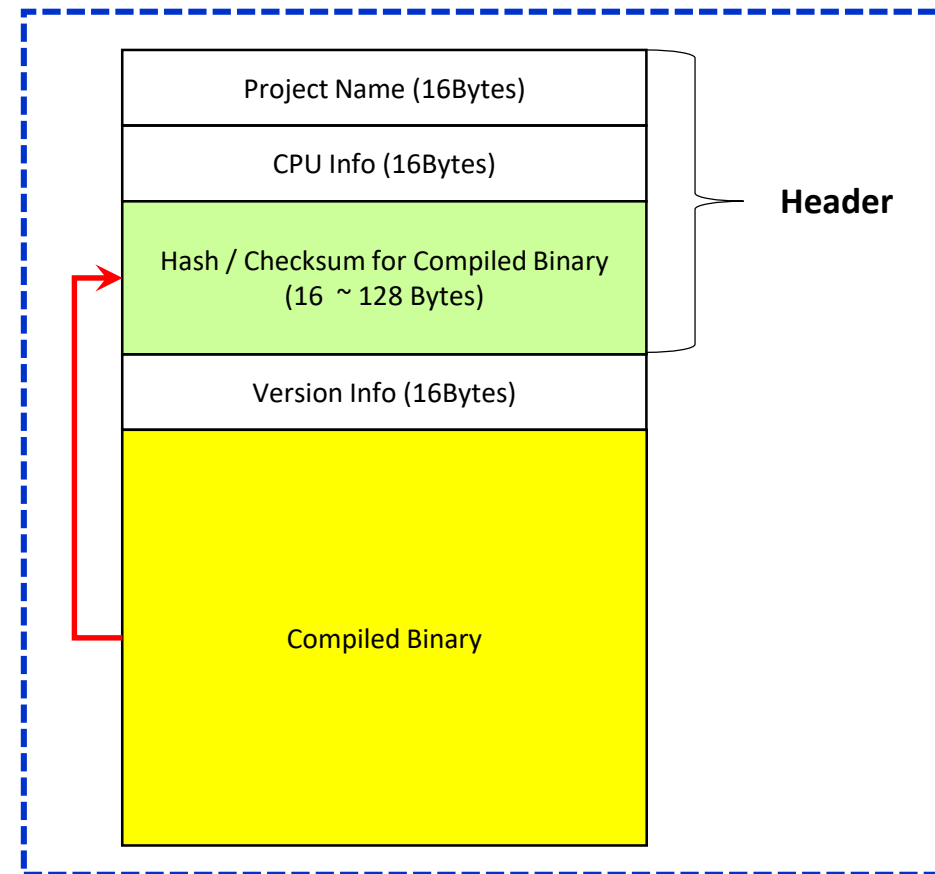 Project Name (16Bytes)
CPU Info (16Bytes)
Header
Hash / Checksum for Compiled Binary
(16 ~ 128 Bytes)
Version Info (16Bytes)
Compiled Binary